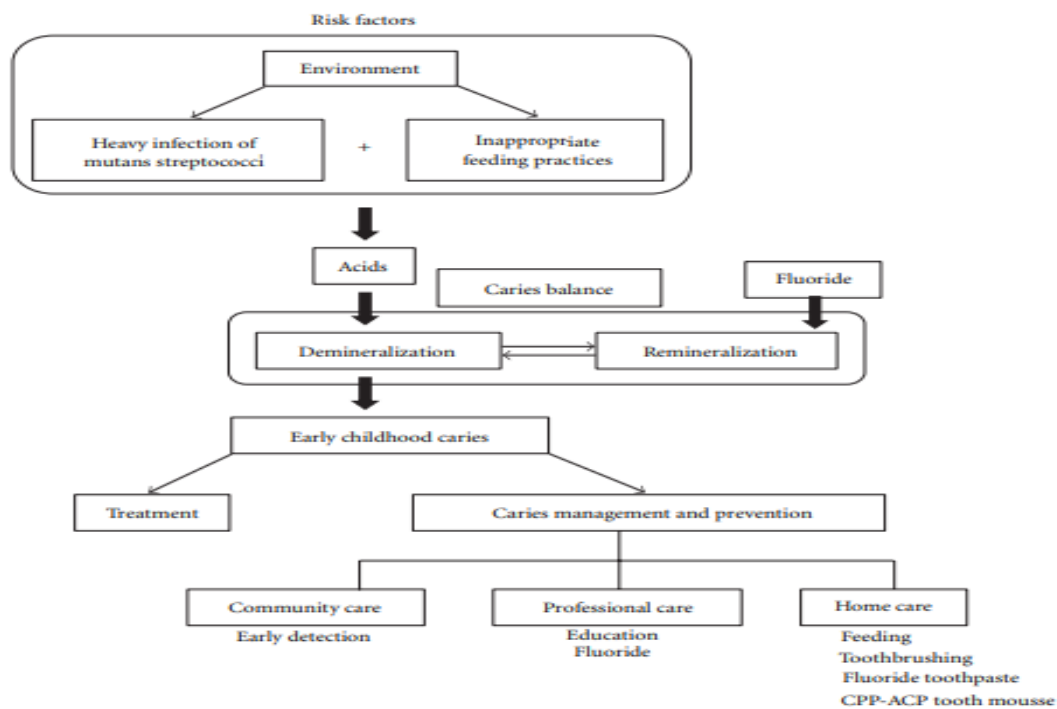 Risk factors
Environment
Heavy infection of
mutans streptococci
+
Inappropriate
feeding practices
Acids
Caries balance
Fluoride
Demineralization
Remineralization
Early childhood caries
Treatment
Caries management and prevention
Community care
Early detection
Professional care
Education
Fluoride
Home care
Feeding
Toothbrushing
Fluoride toothpaste
CPP-ACP tooth mousse